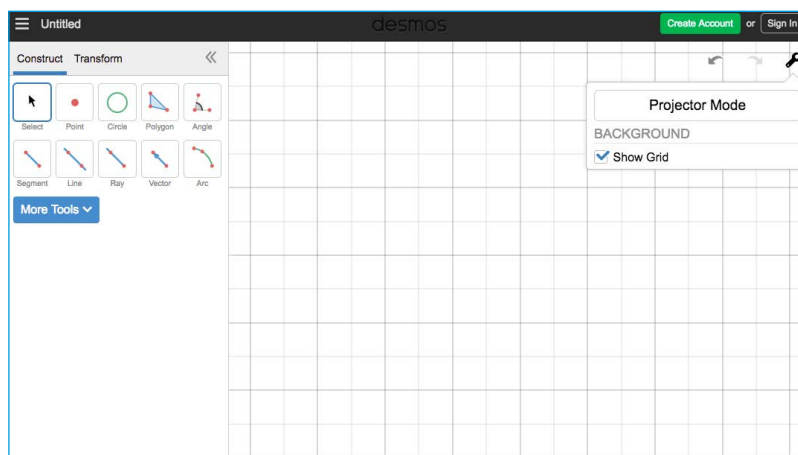 Untitled
desmos
Create Account or Sign In
Construct Transform
Projector Mode
BACKGROUND
Show Grid
Select Point Circle Polygon Angle
Segment Line Ray Vector Arc
More Tools